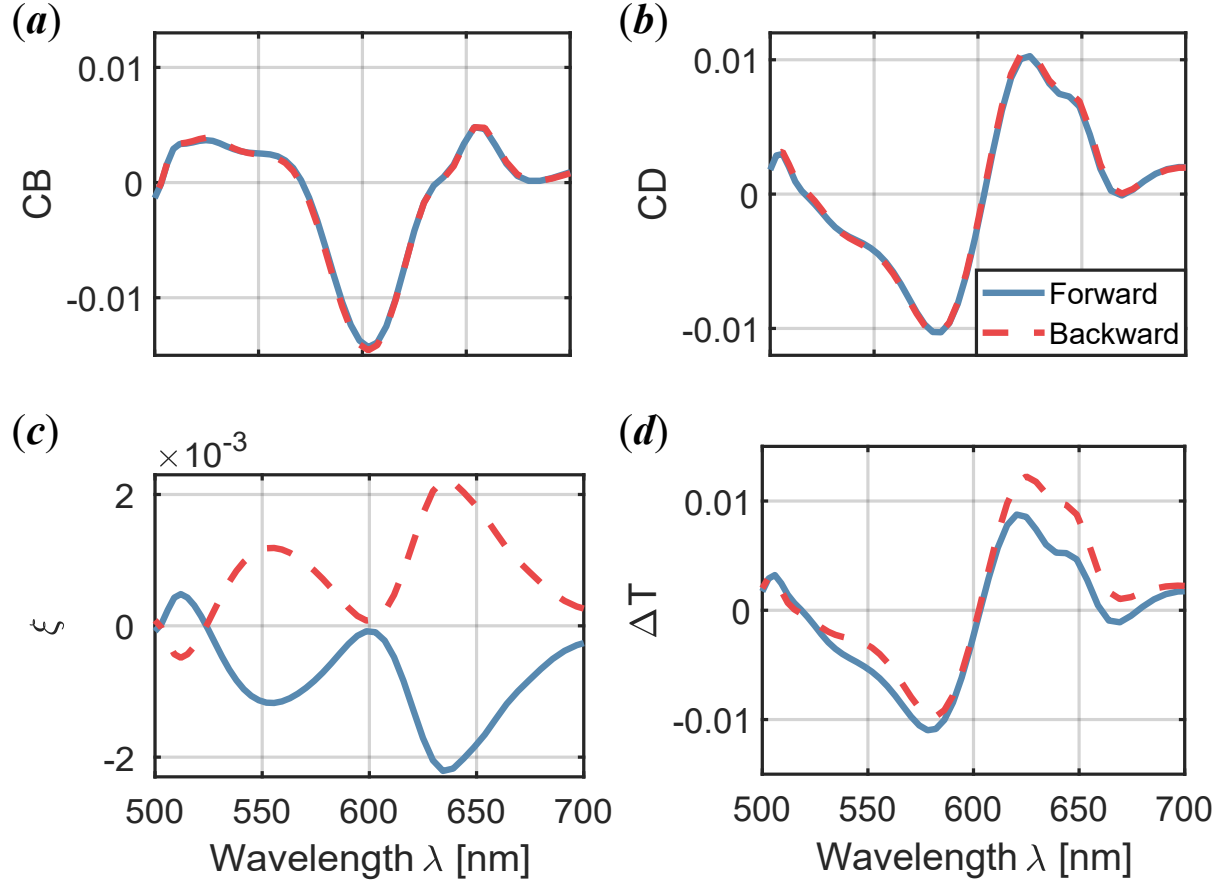 (a)
0.01
0
-0.01
CB
(b)
0.01
0
-0.01
CD
Forward
Backward
(c)
×10⁻³
2
0
-2
ξ
500 550 600 650 700
Wavelength λ [nm]
(d)
0.01
0
-0.01
ΔT
500 550 600 650 700
Wavelength λ [nm]